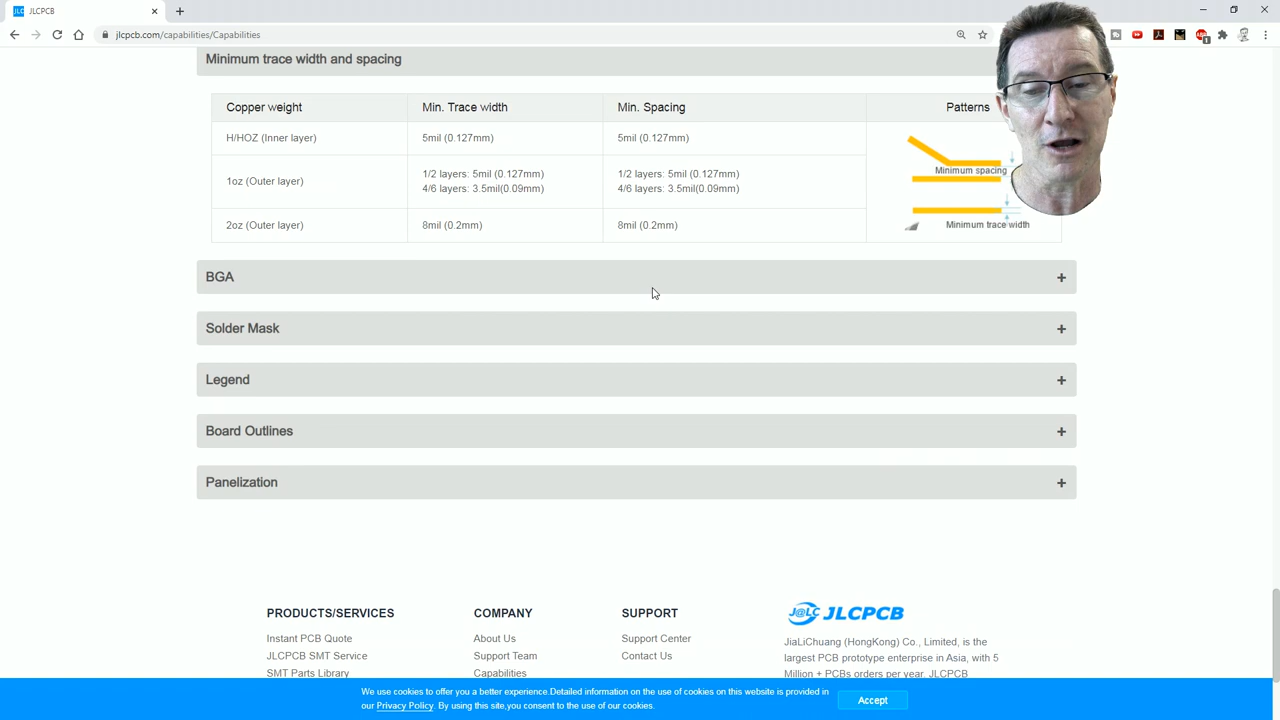 JLCPCB
jlcpcb.com/capabilities/Capabilities
Minimum trace width and spacing
Copper weight Min. Trace width Min. Spacing Patterns
H/HOZ (Inner layer) 5mil (0.127mm) 5mil (0.127mm)
1oz (Outer layer) 1/2 layers: 5mil (0.127mm) 1/2 layers: 5mil (0.127mm)
4/6 layers: 3.5mil(0.09mm) 4/6 layers: 3.5mil(0.09mm)
2oz (Outer layer) 8mil (0.2mm) 8mil (0.2mm)
Minimum spacing
Minimum trace width
BGA
Solder Mask
Legend
Board Outlines
Panelization
PRODUCTS/SERVICES
Instant PCB Quote
JLCPCB SMT Service
SMT Parts Library
COMPANY
About Us
Support Team
Capabilities
SUPPORT
Support Center
Contact Us
J@LC JLCPCB
JiaLiChuang (HongKong) Co., Limited, is the
largest PCB prototype enterprise in Asia, with 5
Million + PCBs orders per year. JLCPCB
We use cookies to offer you a better experience.Detailed information on the use of cookies on this website is provided in
our Privacy Policy. By using this site,you consent to the use of our cookies.
Accept